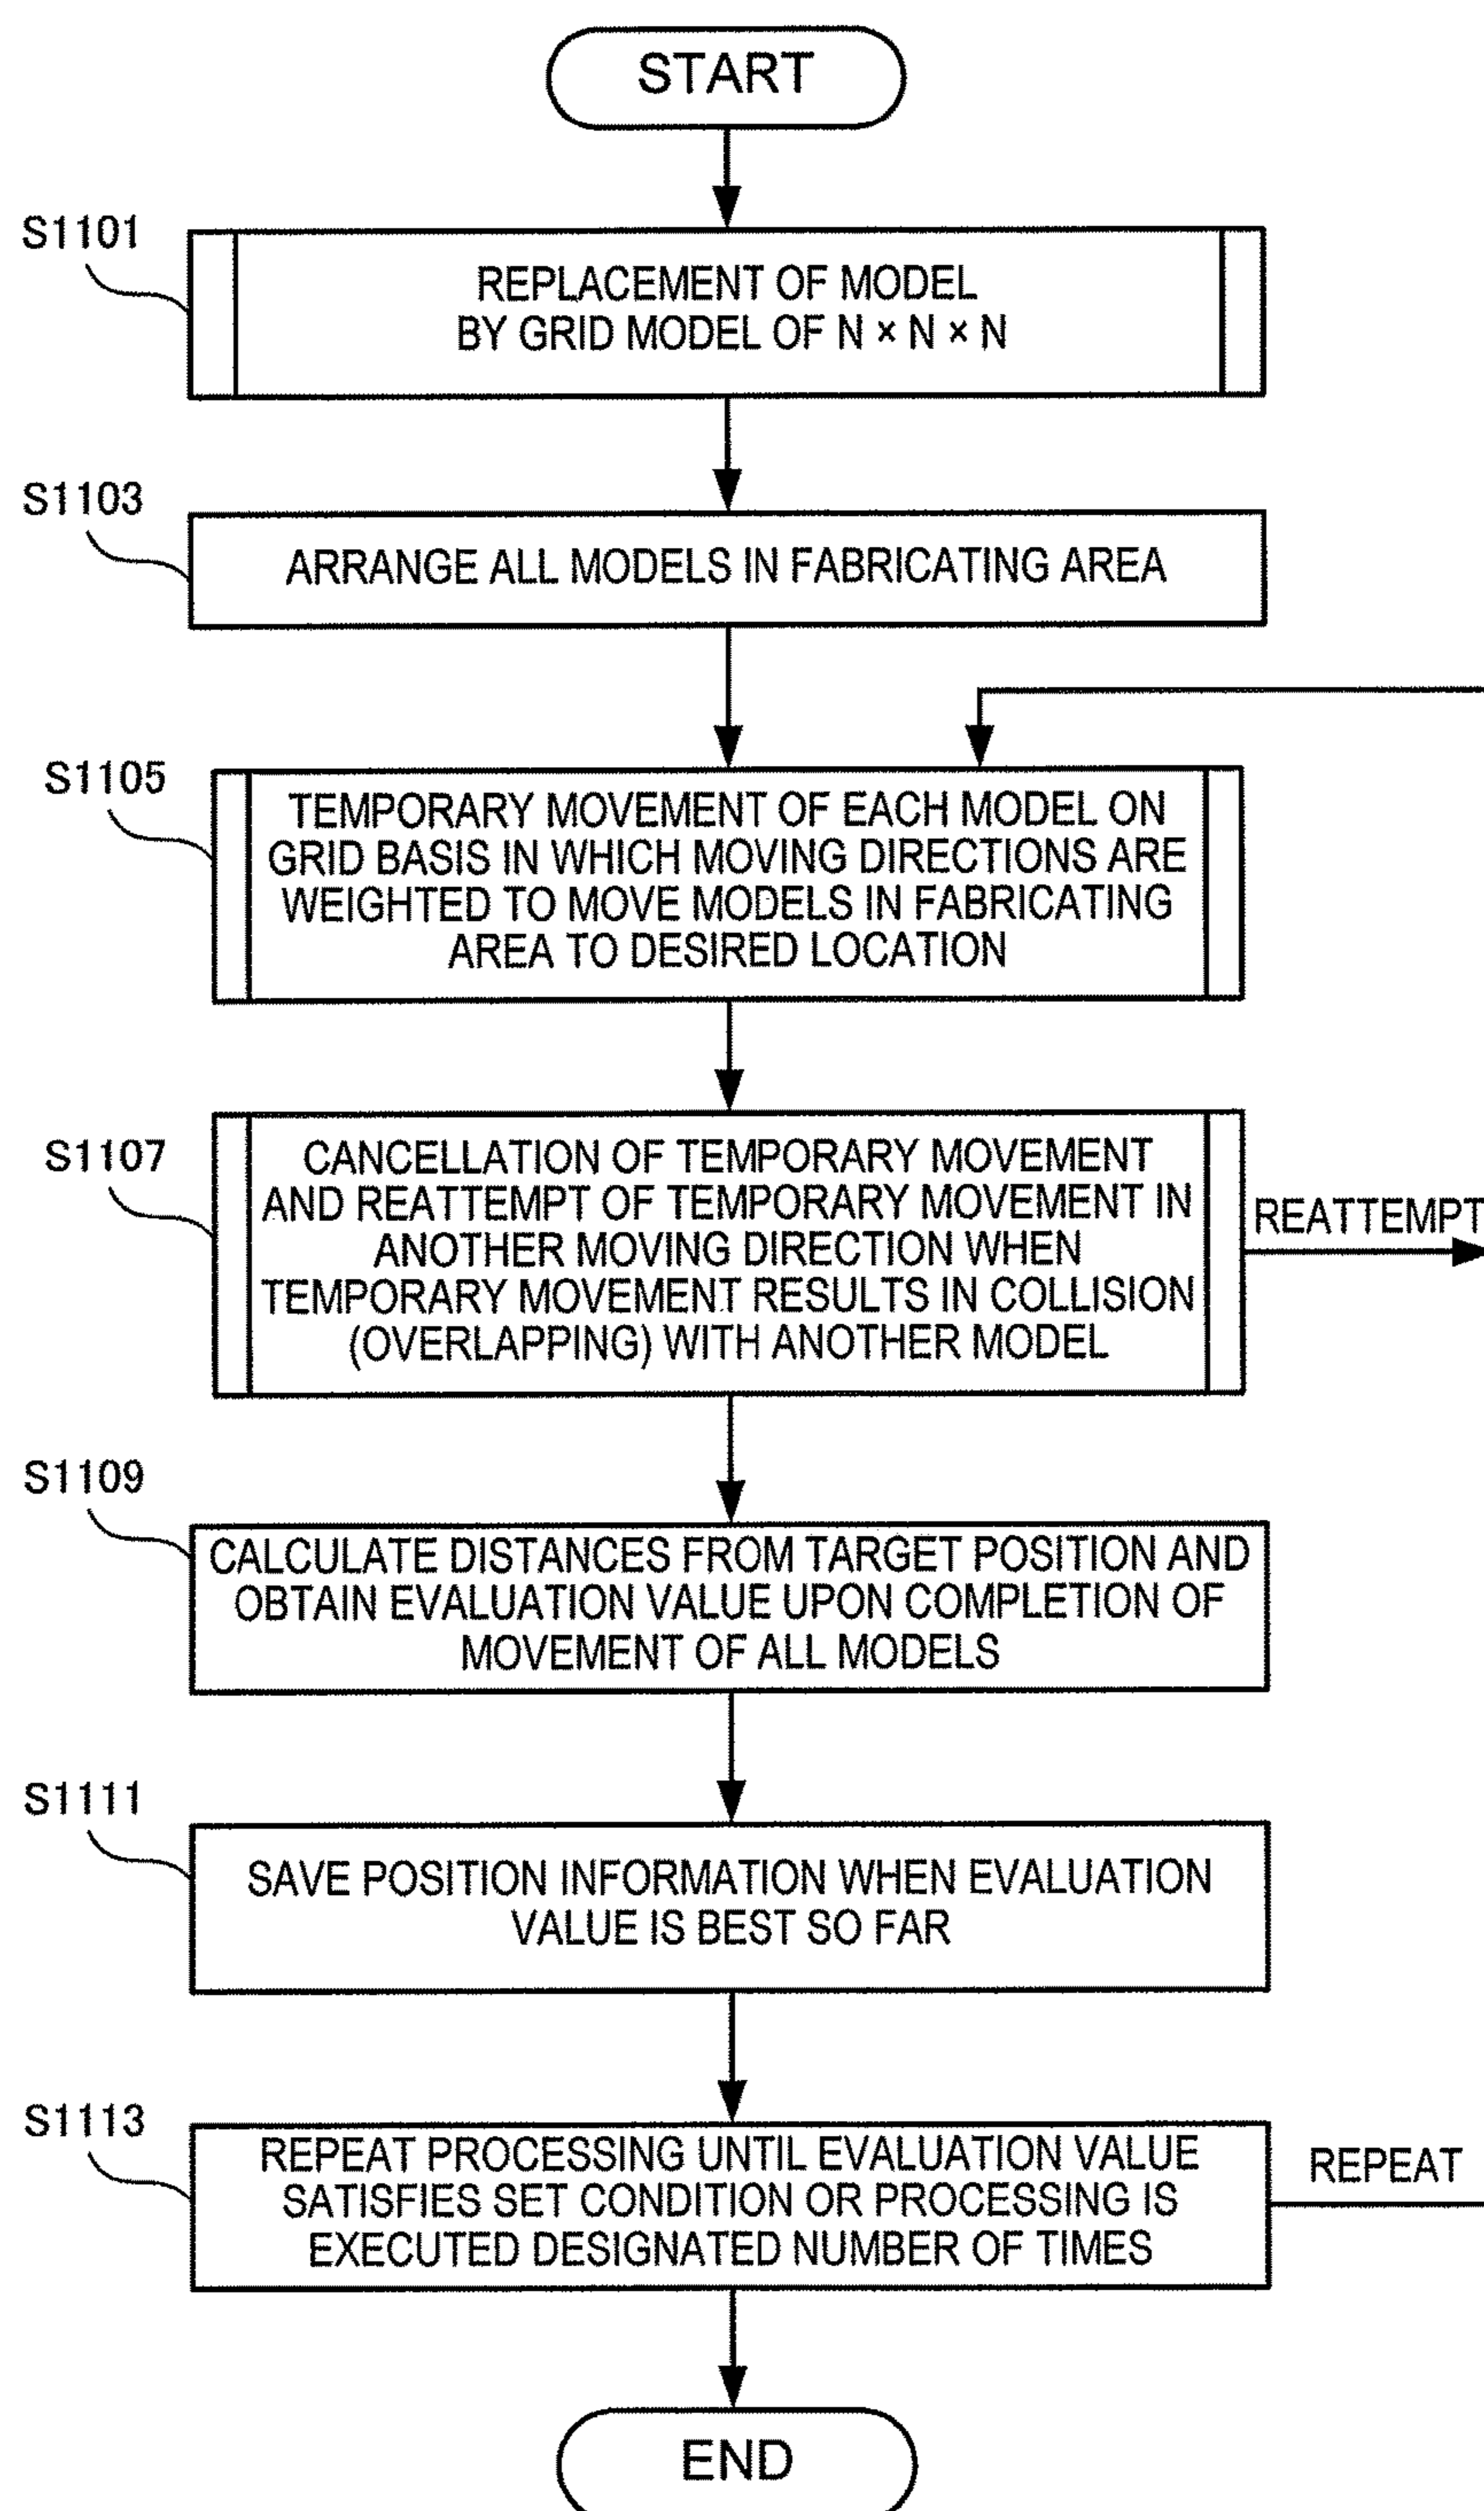 START
S1101
REPLACEMENT OF MODEL
BY GRID MODEL OF N × N × N
S1103
ARRANGE ALL MODELS IN FABRICATING AREA
S1105
TEMPORARY MOVEMENT OF EACH MODEL ON
GRID BASIS IN WHICH MOVING DIRECTIONS ARE
WEIGHTED TO MOVE MODELS IN FABRICATING
AREA TO DESIRED LOCATION
S1107
CANCELLATION OF TEMPORARY MOVEMENT
AND REATTEMPT OF TEMPORARY MOVEMENT IN
ANOTHER MOVING DIRECTION WHEN
TEMPORARY MOVEMENT RESULTS IN COLLISION
(OVERLAPPING) WITH ANOTHER MODEL
REATTEMPT
S1109
CALCULATE DISTANCES FROM TARGET POSITION AND
OBTAIN EVALUATION VALUE UPON COMPLETION OF
MOVEMENT OF ALL MODELS
S1111
SAVE POSITION INFORMATION WHEN EVALUATION
VALUE IS BEST SO FAR
S1113
REPEAT PROCESSING UNTIL EVALUATION VALUE
SATISFIES SET CONDITION OR PROCESSING IS
EXECUTED DESIGNATED NUMBER OF TIMES
REPEAT
END